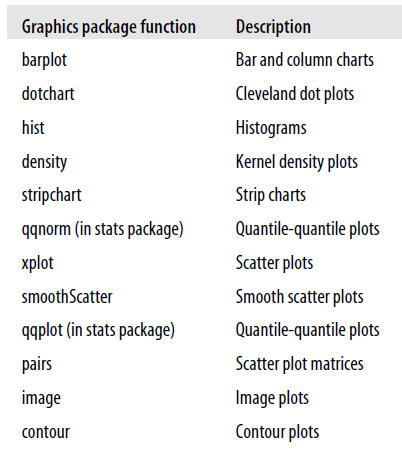 Graphics package function Description
barplot Bar and column charts
dotchart Cleveland dot plots
hist Histograms
density Kernel density plots
stripchart Strip charts
qqnorm (in stats package) Quantile-quantile plots
xplot Scatter plots
smoothScatter Smooth scatter plots
qqplot (in stats package) Quantile-quantile plots
pairs Scatter plot matrices
image Image plots
contour Contour plots